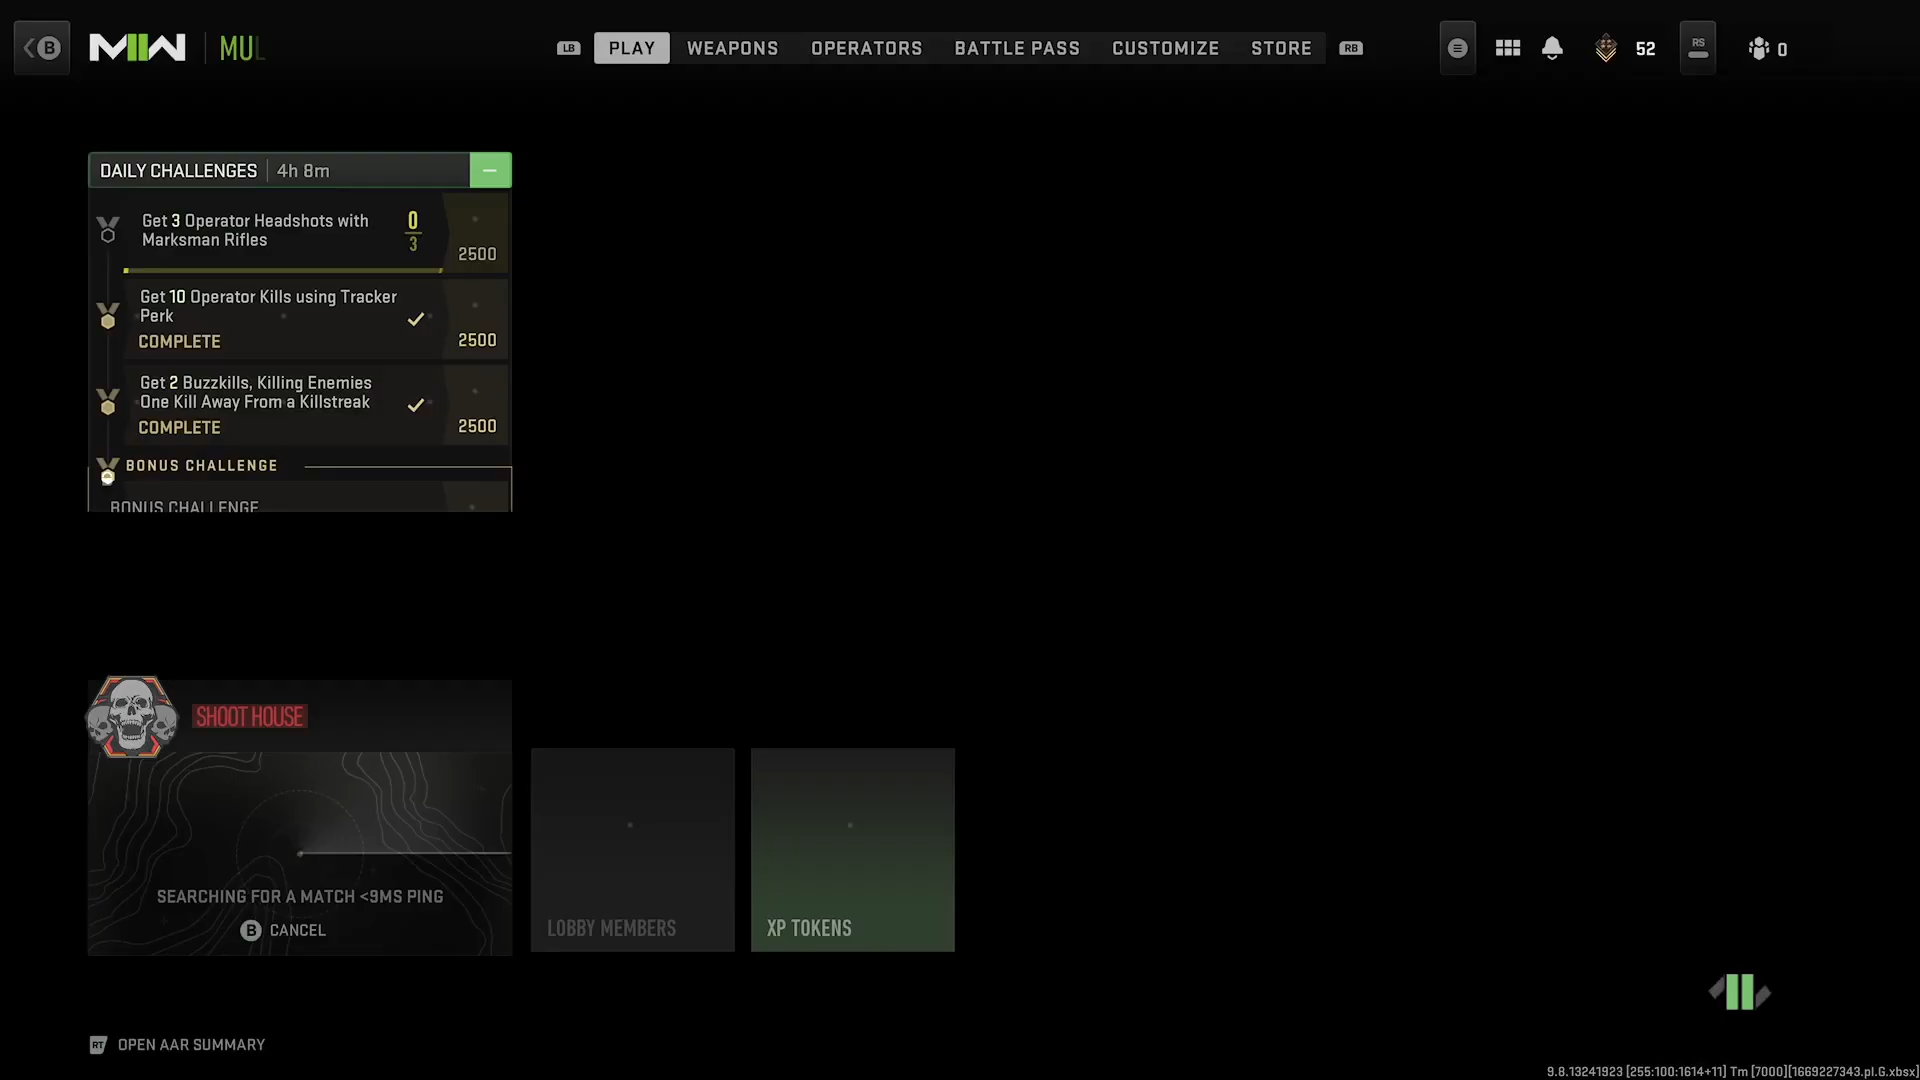 B
MW
MUL
LB
PLAY
WEAPONS
OPERATORS
BATTLE PASS
CUSTOMIZE
STORE
RB
52
RS
0
DAILY CHALLENGES
4h 8m
Get 3 Operator Headshots with
Marksman Rifles
0
3
2500
Get 10 Operator Kills using Tracker
Perk
COMPLETE
2500
Get 2 Buzzkills, Killing Enemies
One Kill Away From a Killstreak
COMPLETE
2500
BONUS CHALLENGE
BONUS CHALLENGE
SHOOT HOUSE
SEARCHING FOR A MATCH <9MS PING
B CANCEL
LOBBY MEMBERS
XP TOKENS
RT OPEN AAR SUMMARY
9.8.13241923 [255:100:1614+11] Tm [7000][1669227343.pl.G.xbsx]